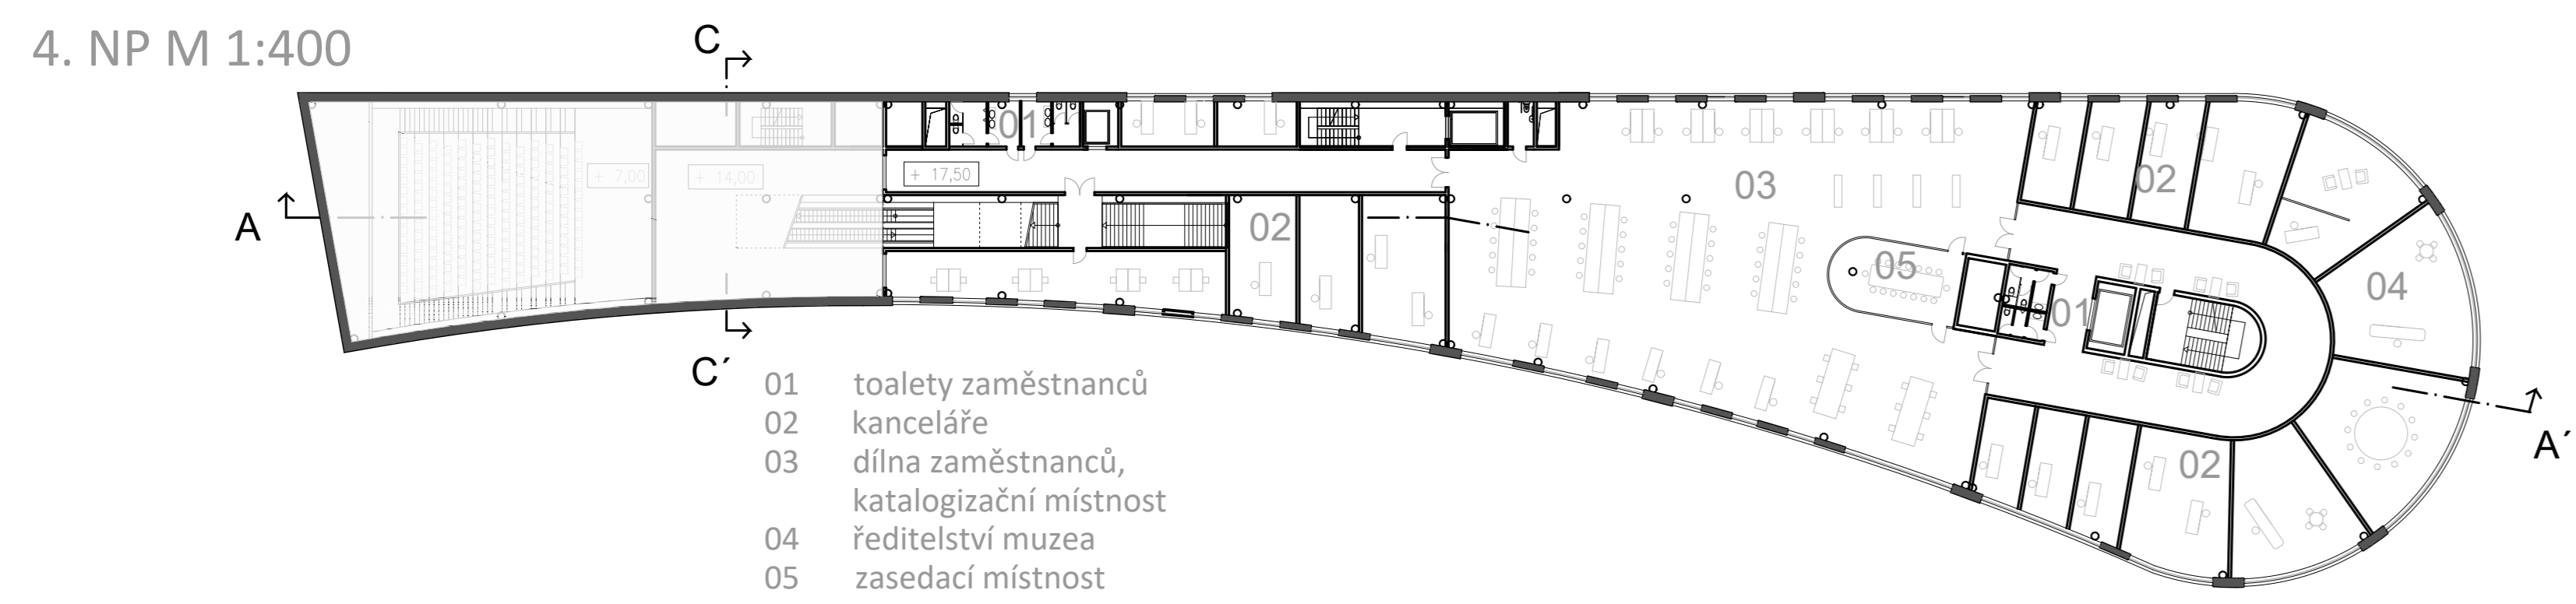 4. NP M 1:400
C
01
+ 7,00
+ 14,00
+ 17,50
03
02
A
02
05
04
01
C´
A´
02
01 toalety zaměstnanců
02 kanceláře
03 dílna zaměstnanců,
katalogizační místnost
04 ředitelství muzea
05 zasedací místnost